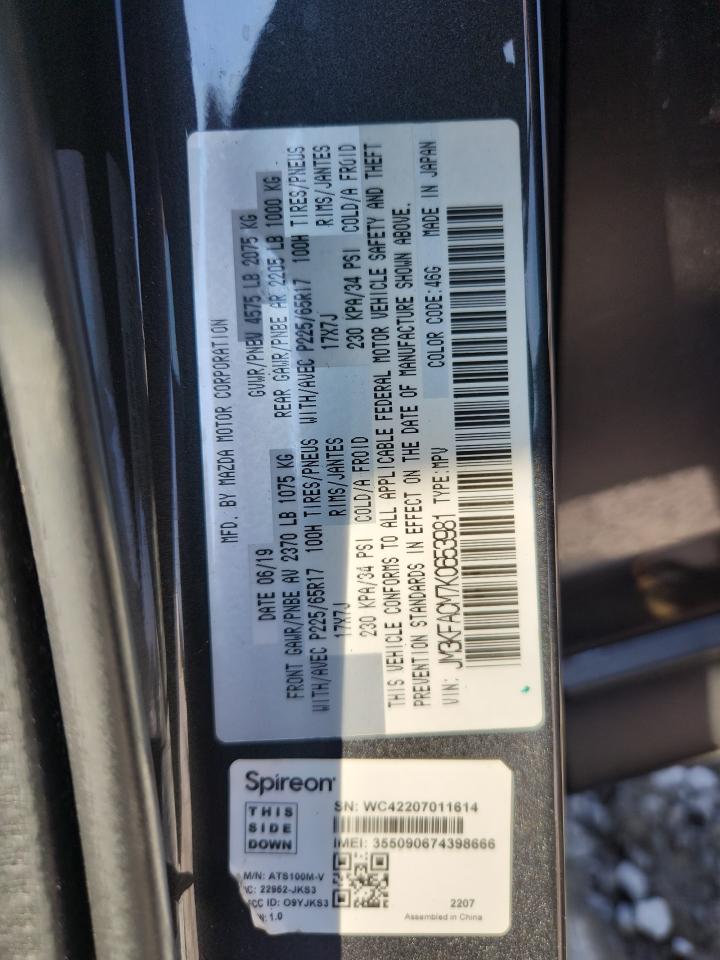 MFD. BY MAZDA MOTOR CORPORATION
DATE 06/19 GVWR/PNBV 4575 LB 2075 KG
FRONT GAWR/PNBE AV 2370 LB 1075 KG REAR GAWR/PNBE AR 2205 LB 1000 KG
WITH/AVEC P225/65R17 100H TIRES/PNEUS WITH/AVEC P225/65R17 100H TIRES/PNEUS
17X7J RIMS/JANTES 17X7J RIMS/JANTES
230 KPA/34 PSI COLD/A FROID 230 KPA/34 PSI COLD/A FROID
THIS VEHICLE CONFORMS TO ALL APPLICABLE FEDERAL MOTOR VEHICLE SAFETY AND THEFT
PREVENTION STANDARDS IN EFFECT ON THE DATE OF MANUFACTURE SHOWN ABOVE.
VIN: JM3KFACM7K0663981 TYPE:MPV COLOR CODE:46G MADE IN JAPAN
Spireon
THIS
SIDE
DOWN
SN: WC42207011614
IMEI: 355090674398666
M/N: ATS100M-V
IC: 22962-JKS3
FCC ID: O9YJKS3
1.0
2207
Assembled in China